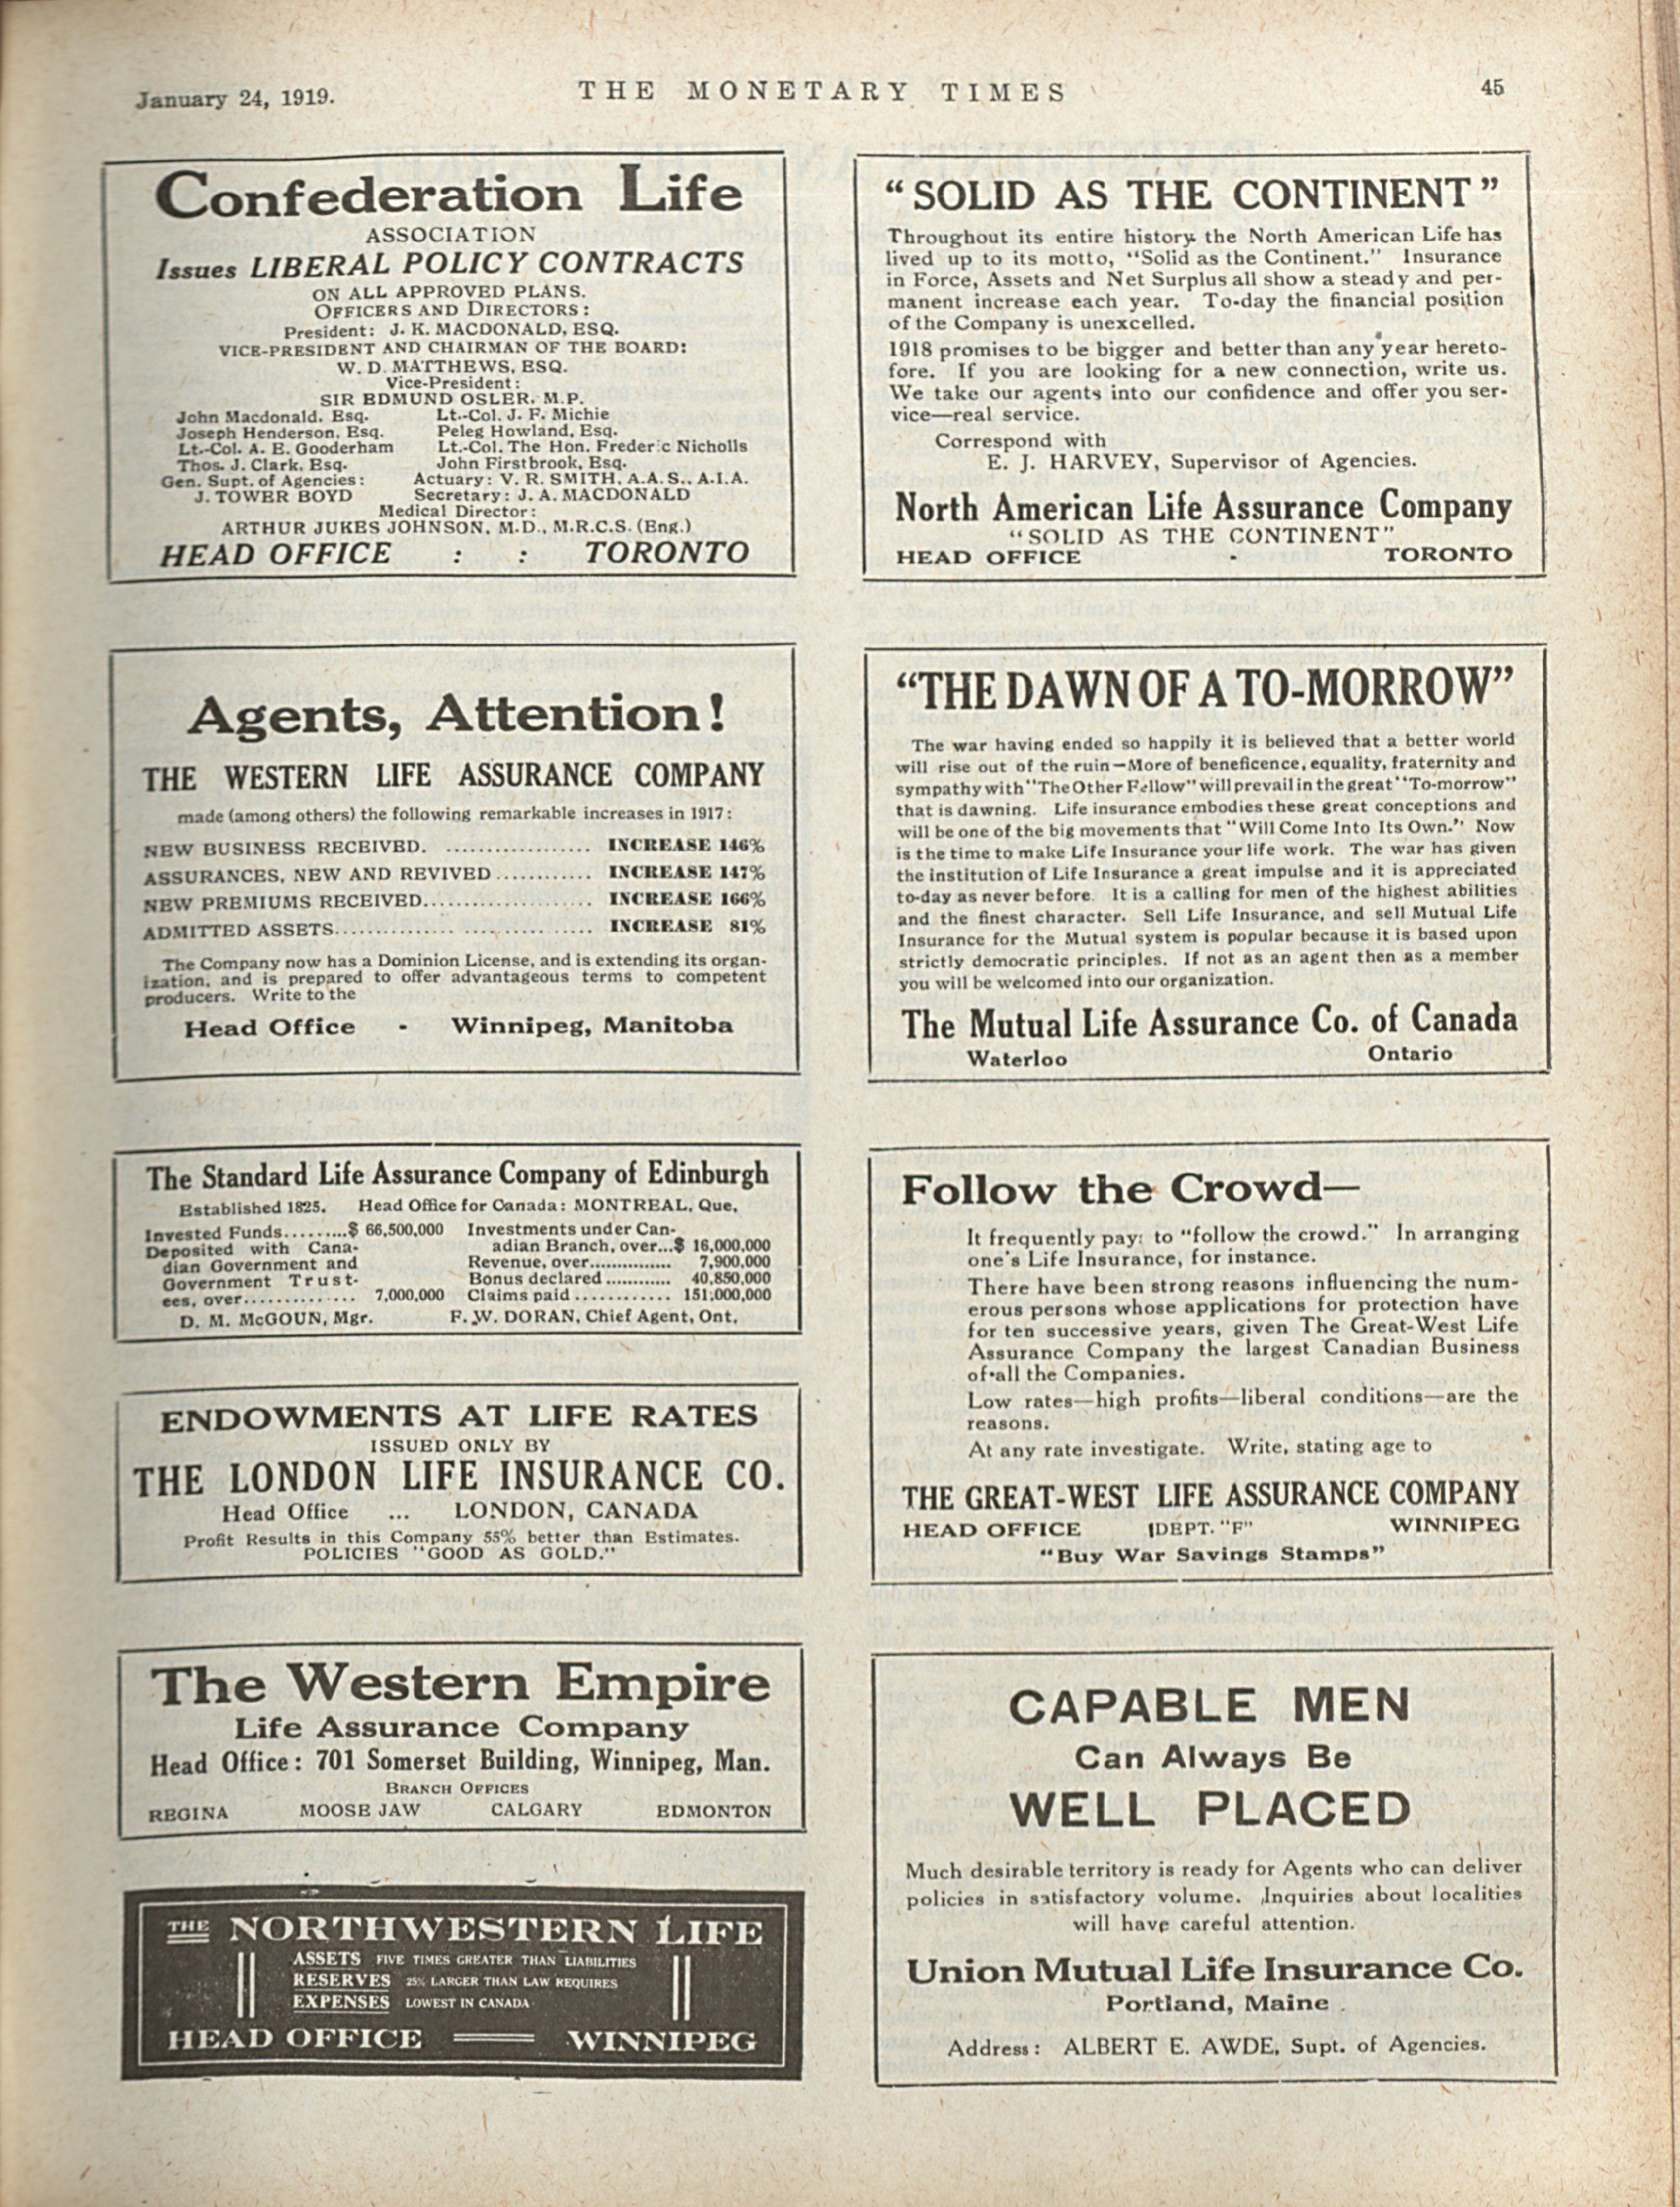 January 24, 1919.
THE MONETARY TIMES
45
Confederation Life
ASSOCIATION
Issues LIBERAL POLICY CONTRACTS
ON ALL APPROVED PLANS.
OFFICERS AND DIRECTORS:
President: J. K. MACDONALD, ESQ.
VICE-PRESIDENT AND CHAIRMAN OF THE BOARD:
W. D. MATTHEWS, ESQ.
Vice-President:
SIR EDMUND OSLER, M.P.
John Macdonald, Esq. Lt.-Col. J. F. Michie
Joseph Henderson, Esq. Peleg Howland, Esq.
Lt.-Col. A. E. Gooderham Lt.-Col. The Hon. Frederic Nicholls
Thos. J. Clark, Esq. John Firstbrook, Esq.
Gen. Supt. of Agencies: Actuary: V. R. SMITH, A.A.S., A.I.A.
J. TOWER BOYD Secretary: J. A. MACDONALD
Medical Director:
ARTHUR JUKES JOHNSON, M.D., M.R.C.S. (Eng.)
HEAD OFFICE : : TORONTO
Agents, Attention!
THE WESTERN LIFE ASSURANCE COMPANY
made (among others) the following remarkable increases in 1917:
NEW BUSINESS RECEIVED. .................. INCREASE 146%
ASSURANCES, NEW AND REVIVED ............ INCREASE 147%
NEW PREMIUMS RECEIVED..................... INCREASE 166%
ADMITTED ASSETS............... ................ INCREASE 81%
The Company now has a Dominion License, and is extending its organ-
ization, and is prepared to offer advantageous terms to competent
producers. Write to the
Head Office - Winnipeg, Manitoba
The Standard Life Assurance Company of Edinburgh
Established 1825. Head Office for Canada: MONTREAL, Que,
Invested Funds.........$ 66,500,000 Investments under Can-
Deposited with Cana- adian Branch, over...$ 16,000,000
dian Government and Revenue, over............... 7,900,000
Government Trust- Bonus declared ............ 40,850,000
ees, over.............. 7,000,000 Claims paid ............ 151,000,000
D. M. McGOUN, Mgr. F. W. DORAN, Chief Agent, Ont.
ENDOWMENTS AT LIFE RATES
ISSUED ONLY BY
THE LONDON LIFE INSURANCE CO.
Head Office ... LONDON, CANADA
Profit Results in this Company 55% better than Estimates.
POLICIES "GOOD AS GOLD."
The Western Empire
Life Assurance Company
Head Office: 701 Somerset Building, Winnipeg, Man.
BRANCH OFFICES
REGINA MOOSE JAW CALGARY EDMONTON
THE NORTHWESTERN LIFE
ASSETS FIVE TIMES GREATER THAN LIABILITIES
RESERVES 25% LARGER THAN LAW REQUIRES
EXPENSES LOWEST IN CANADA
HEAD OFFICE WINNIPEG
"SOLID AS THE CONTINENT"
Throughout its entire history the North American Life has
lived up to its motto, "Solid as the Continent." Insurance
in Force, Assets and Net Surplus all show a steady and per-
manent increase each year. To-day the financial position
of the Company is unexcelled.
1918 promises to be bigger and better than any year hereto-
fore. If you are looking for a new connection, write us.
We take our agents into our confidence and offer you ser-
vice—real service.
Correspond with
E. J. HARVEY, Supervisor of Agencies.
North American Life Assurance Company
"SOLID AS THE CONTINENT"
HEAD OFFICE - TORONTO
"THE DAWN OF A TO-MORROW"
The war having ended so happily it is believed that a better world
will rise out of the ruin—More of beneficence, equality, fraternity and
sympathy with "The Other Fellow" will prevail in the great "To-morrow"
that is dawning. Life insurance embodies these great conceptions and
will be one of the big movements that "Will Come Into Its Own." Now
is the time to make Life Insurance your life work. The war has given
the institution of Life Insurance a great impulse and it is appreciated
to-day as never before. It is a calling for men of the highest abilities
and the finest character. Sell Life Insurance, and sell Mutual Life
Insurance for the Mutual system is popular because it is based upon
strictly democratic principles. If not as an agent then as a member
you will be welcomed into our organization.
The Mutual Life Assurance Co. of Canada
Waterloo Ontario
Follow the Crowd—
It frequently pays to "follow the crowd." In arranging
one's Life Insurance, for instance.
There have been strong reasons influencing the num-
erous persons whose applications for protection have
for ten successive years, given The Great-West Life
Assurance Company the largest Canadian Business
of all the Companies.
Low rates—high profits—liberal conditions—are the
reasons.
At any rate investigate. Write, stating age to
THE GREAT-WEST LIFE ASSURANCE COMPANY
HEAD OFFICE DEPT. "F" WINNIPEG
"Buy War Savings Stamps"
CAPABLE MEN
Can Always Be
WELL PLACED
Much desirable territory is ready for Agents who can deliver
policies in satisfactory volume. Inquiries about localities
will have careful attention.
Union Mutual Life Insurance Co.
Portland, Maine
Address: ALBERT E. AWDE, Supt. of Agencies.